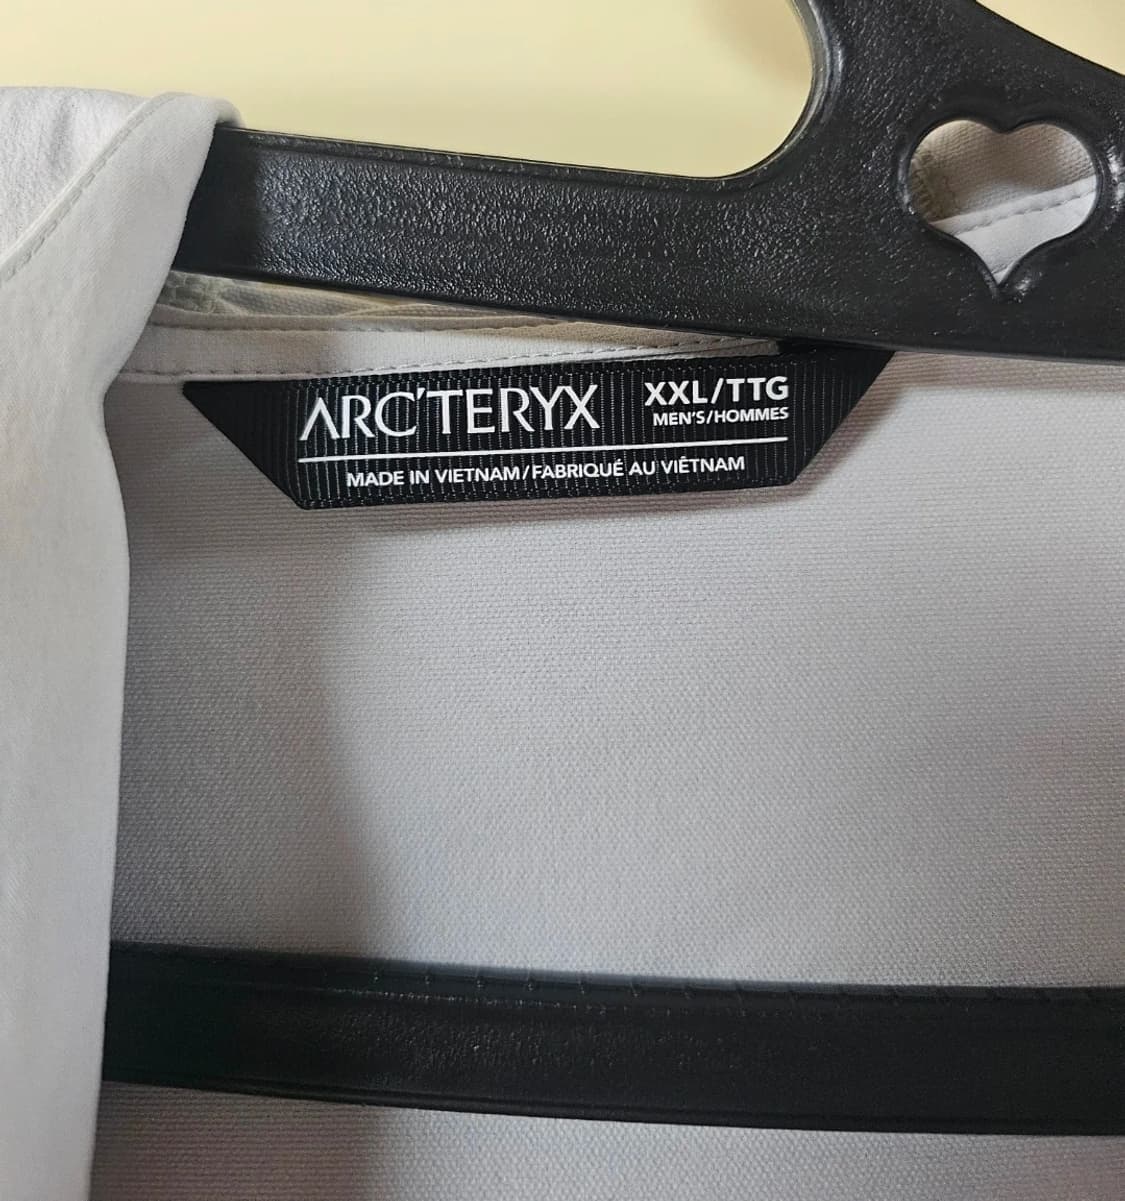 ARC'TERYX
XXL/TTG
MEN'S/HOMMES
MADE IN VIETNAM/FABRIQUÉ AU VIÊTNAM